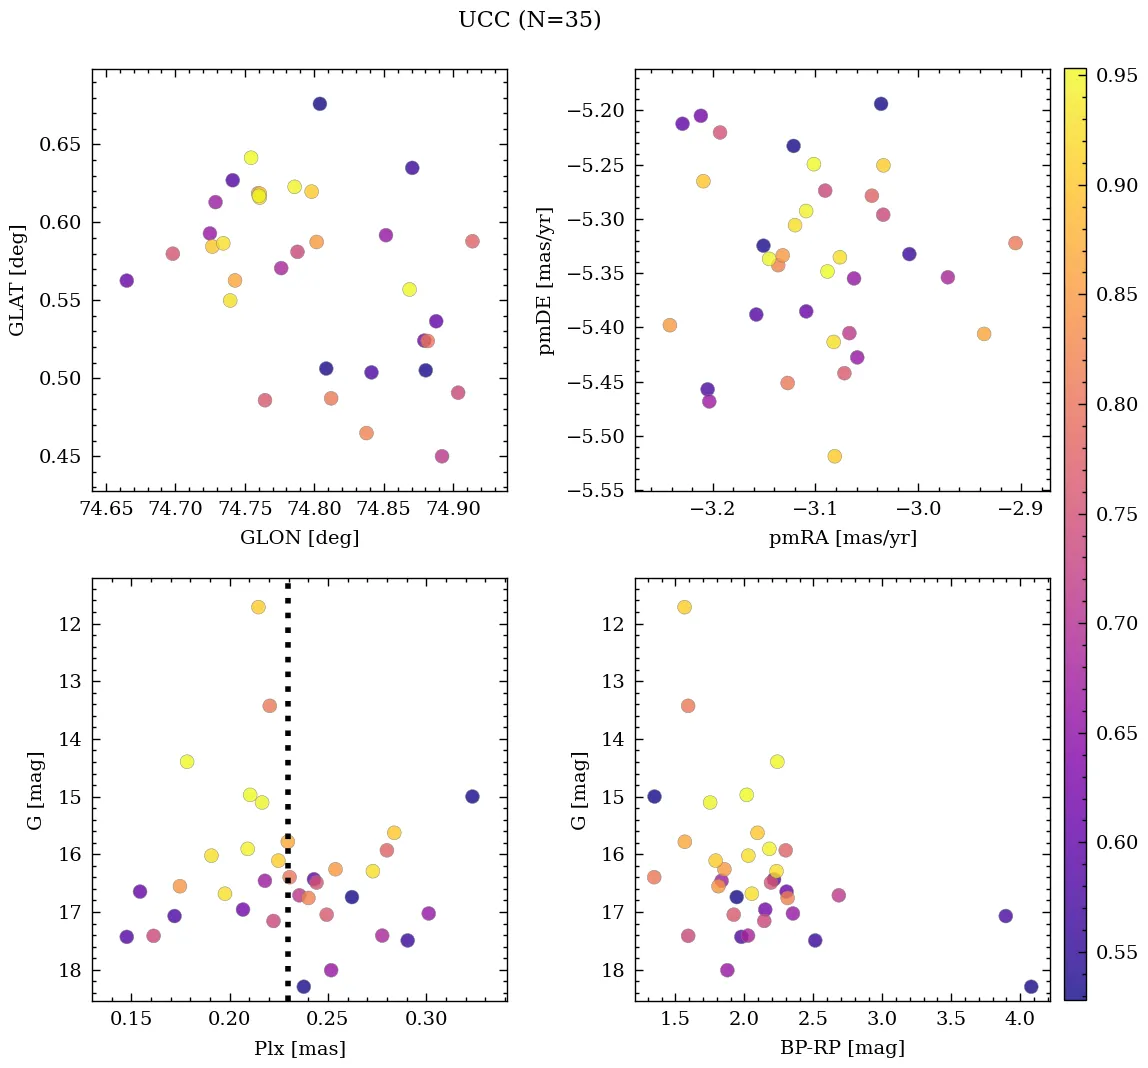 UCC (N=35)
0.65
0.60
0.55
0.50
0.45
GLAT [deg]
74.65 74.70 74.75 74.80 74.85 74.90
GLON [deg]
−5.20
−5.25
−5.30
−5.35
−5.40
−5.45
−5.50
−5.55
pmDE [mas/yr]
−3.2 −3.1 −3.0 −2.9
pmRA [mas/yr]
12
13
14
15
16
17
18
G [mag]
0.15 0.20 0.25 0.30
Plx [mas]
12
13
14
15
16
17
18
G [mag]
1.5 2.0 2.5 3.0 3.5 4.0
BP-RP [mag]
0.95
0.90
0.85
0.80
0.75
0.70
0.65
0.60
0.55